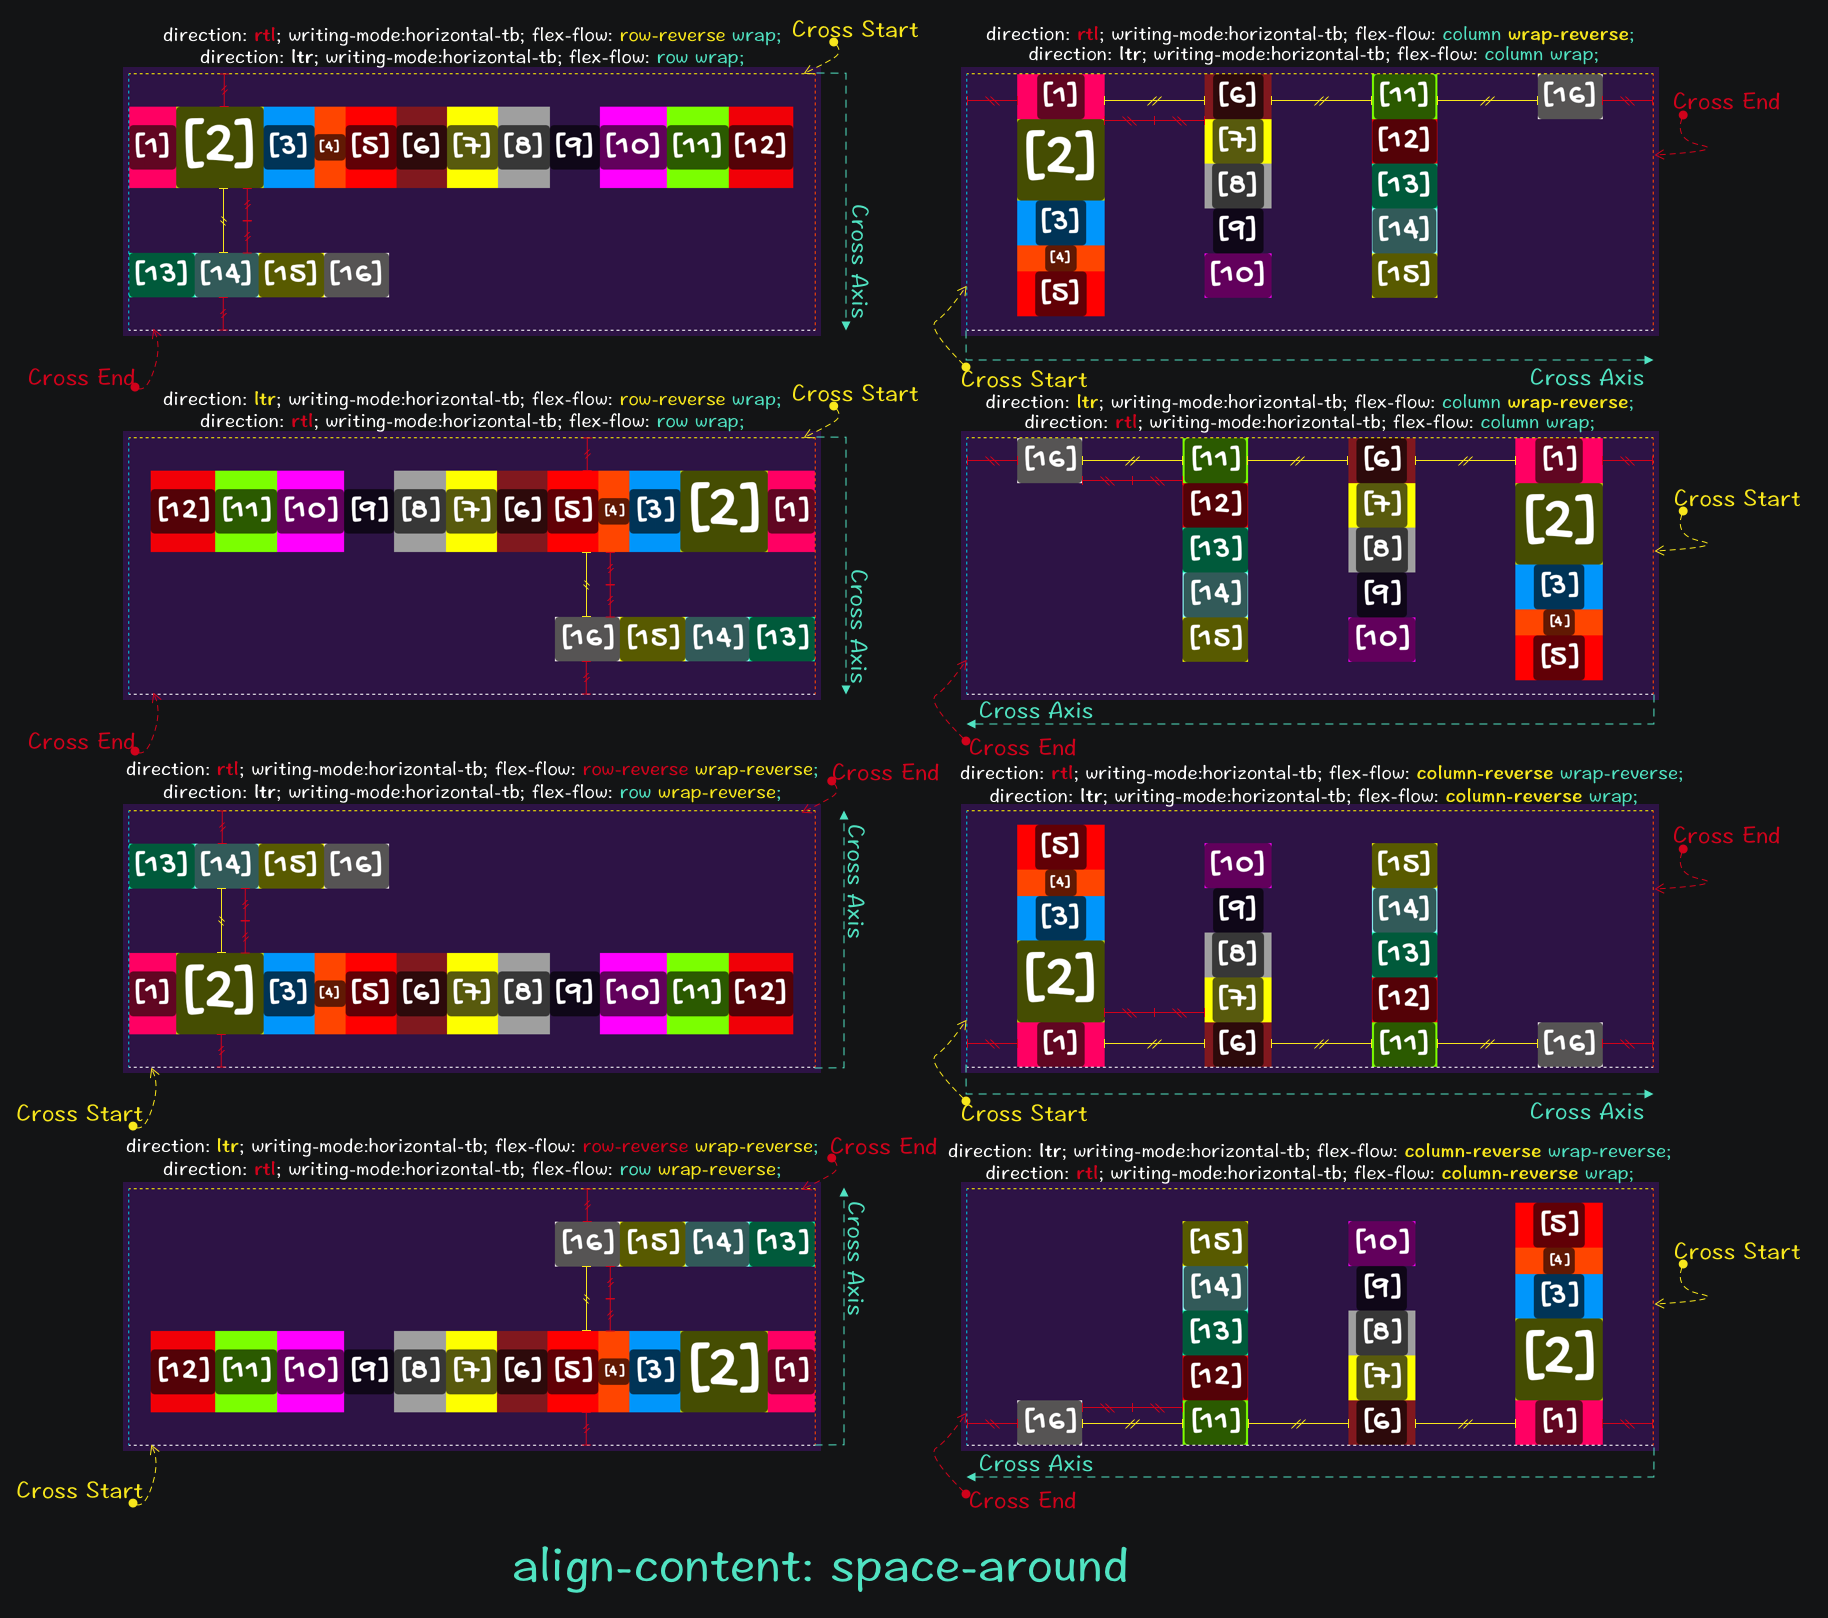 direction: rtl; writing-mode:horizontal-tb; flex-flow: row-reverse wrap;
direction: ltr; writing-mode:horizontal-tb; flex-flow: row wrap;
Cross Start
[1] [2] [3] [4] [5] [6] [7] [8] [9] [10] [11] [12]
[13] [14] [15] [16]
Cross Axis
Cross End
direction: rtl; writing-mode:horizontal-tb; flex-flow: column wrap-reverse;
direction: ltr; writing-mode:horizontal-tb; flex-flow: column wrap;
[1] [6] [11] [16]
[2] [7] [12]
[3] [8] [13]
[4] [9] [14]
[5] [10] [15]
Cross End
Cross Start
Cross Axis
direction: ltr; writing-mode:horizontal-tb; flex-flow: row-reverse wrap;
direction: rtl; writing-mode:horizontal-tb; flex-flow: row wrap;
Cross Start
[12] [11] [10] [9] [8] [7] [6] [5] [4] [3] [2] [1]
[16] [15] [14] [13]
Cross Axis
Cross End
direction: ltr; writing-mode:horizontal-tb; flex-flow: column wrap-reverse;
direction: rtl; writing-mode:horizontal-tb; flex-flow: column wrap;
[16] [11] [6] [1]
[12] [7] [2]
[13] [8] [3]
[14] [9] [4]
[15] [10] [5]
Cross Start
Cross Axis
Cross End
direction: rtl; writing-mode:horizontal-tb; flex-flow: row-reverse wrap-reverse;
direction: ltr; writing-mode:horizontal-tb; flex-flow: row wrap-reverse;
Cross End
[13] [14] [15] [16]
[1] [2] [3] [4] [5] [6] [7] [8] [9] [10] [11] [12]
Cross Axis
Cross Start
direction: rtl; writing-mode:horizontal-tb; flex-flow: column-reverse wrap-reverse;
direction: ltr; writing-mode:horizontal-tb; flex-flow: column-reverse wrap;
[5] [10] [15]
[4] [9] [14]
[3] [8] [13]
[2] [7] [12]
[1] [6] [11] [16]
Cross End
Cross Start
Cross Axis
direction: ltr; writing-mode:horizontal-tb; flex-flow: row-reverse wrap-reverse;
direction: rtl; writing-mode:horizontal-tb; flex-flow: row wrap-reverse;
Cross End
[16] [15] [14] [13]
[12] [11] [10] [9] [8] [7] [6] [5] [4] [3] [2] [1]
Cross Axis
Cross Start
direction: ltr; writing-mode:horizontal-tb; flex-flow: column-reverse wrap-reverse;
direction: rtl; writing-mode:horizontal-tb; flex-flow: column-reverse wrap;
[15] [10] [5]
[14] [9] [4]
[13] [8] [3]
[12] [7] [2]
[16] [11] [6] [1]
Cross Start
Cross Axis
Cross End
align-content: space-around